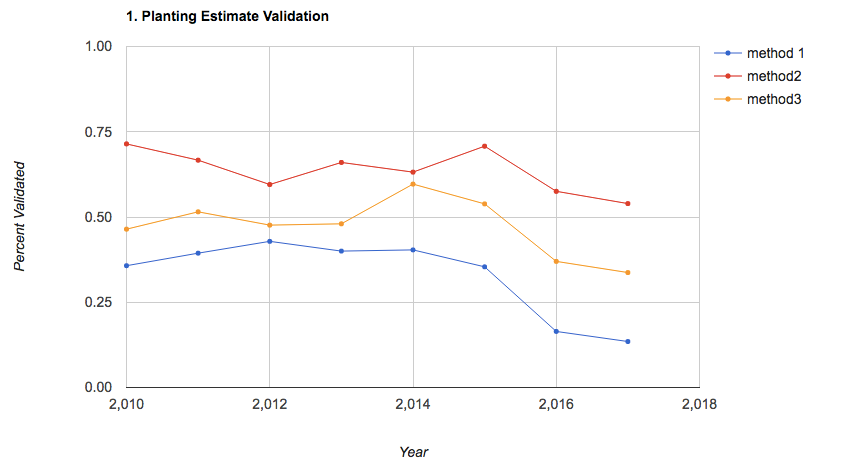 1. Planting Estimate Validation
1.00
0.75
0.50
0.25
0.00
Percent Validated
2,010 2,012 2,014 2,016 2,018
Year
method 1
method2
method3